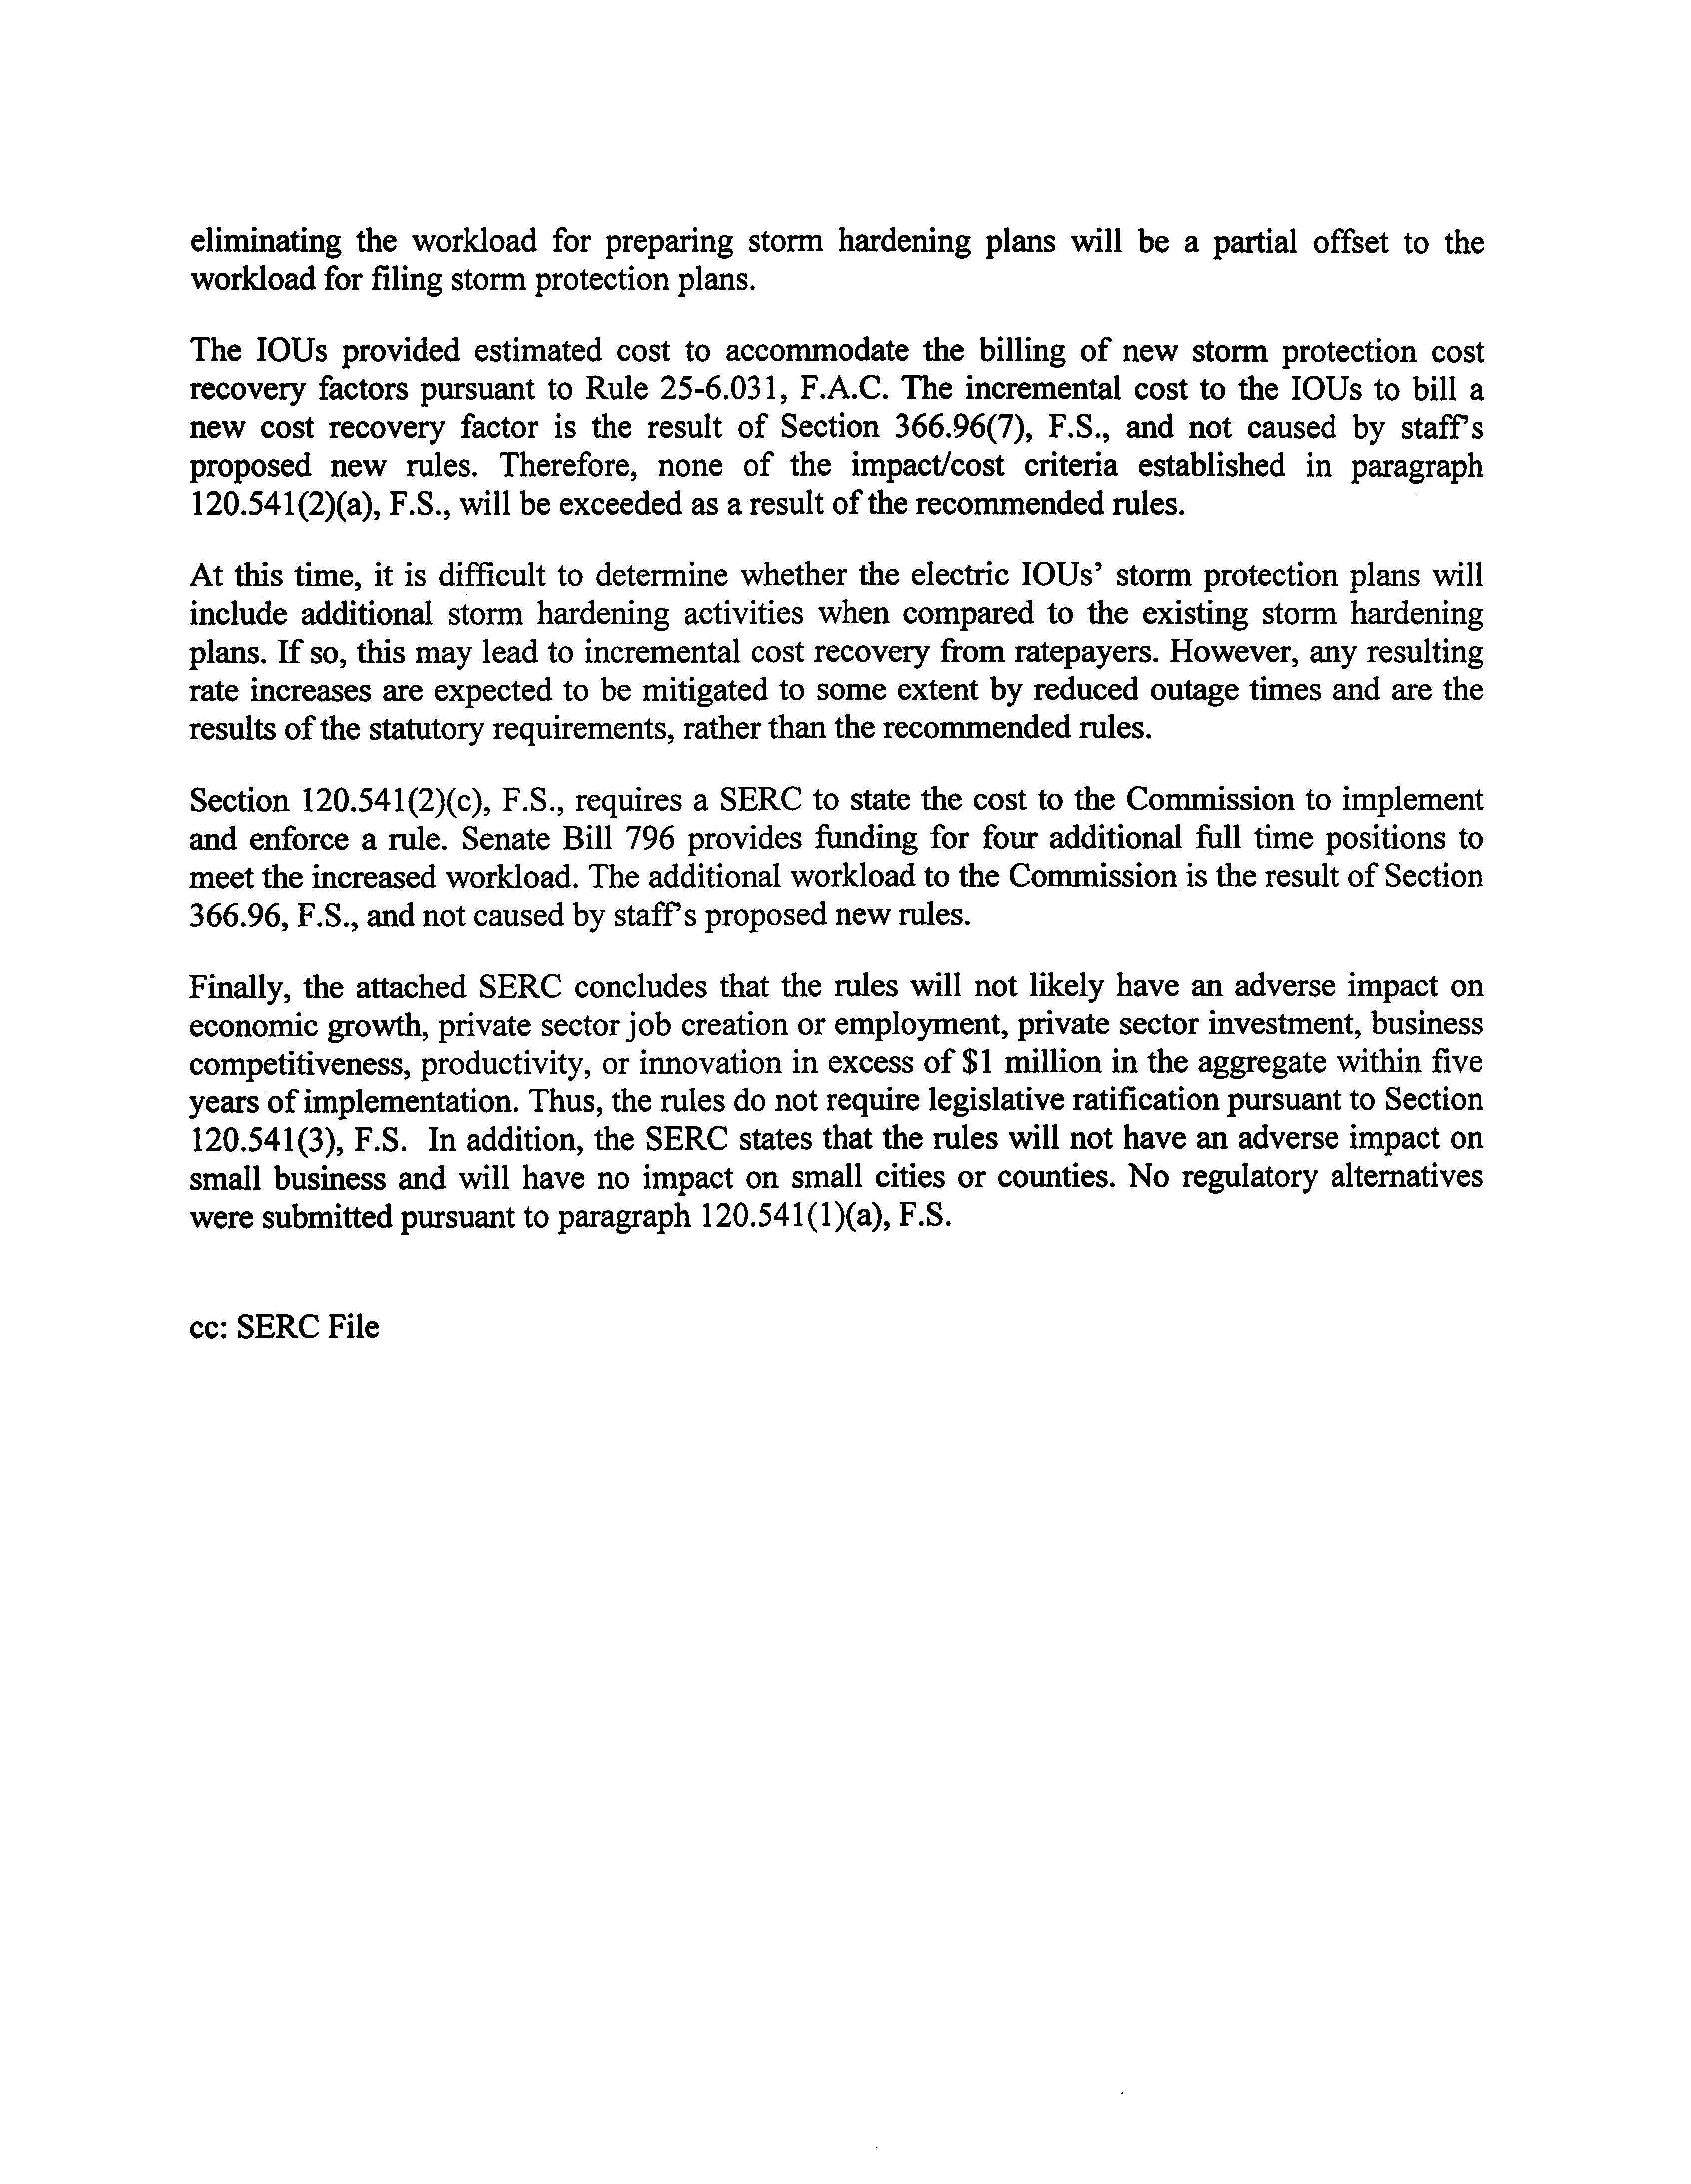 eliminating the workload for preparing storm hardening plans will be a partial offset to the
workload for filing storm protection plans.
The IOUs provided estimated cost to accommodate the billing of new storm protection cost
recovery factors pursuant to Rule 25-6.031, F.A.C. The incremental cost to the IOUs to bill a
new cost recovery factor is the result of Section 366.96(7), F.S., and not caused by staff's
proposed new rules. Therefore, none of the impact/cost criteria established in paragraph
120.541(2)(a), F.S., will be exceeded as a result of the recommended rules.
At this time, it is difficult to determine whether the electric IOUs' storm protection plans will
include additional storm hardening activities when compared to the existing storm hardening
plans. If so, this may lead to incremental cost recovery from ratepayers. However, any resulting
rate increases are expected to be mitigated to some extent by reduced outage times and are the
results of the statutory requirements, rather than the recommended rules.
Section 120.541(2)(c), F.S., requires a SERC to state the cost to the Commission to implement
and enforce a rule. Senate Bill 796 provides funding for four additional full time positions to
meet the increased workload. The additional workload to the Commission is the result of Section
366.96, F.S., and not caused by staff's proposed new rules.
Finally, the attached SERC concludes that the rules will not likely have an adverse impact on
economic growth, private sector job creation or employment, private sector investment, business
competitiveness, productivity, or innovation in excess of $1 million in the aggregate within five
years of implementation. Thus, the rules do not require legislative ratification pursuant to Section
120.541(3), F.S. In addition, the SERC states that the rules will not have an adverse impact on
small business and will have no impact on small cities or counties. No regulatory alternatives
were submitted pursuant to paragraph 120.541(1)(a), F.S.
cc: SERC File